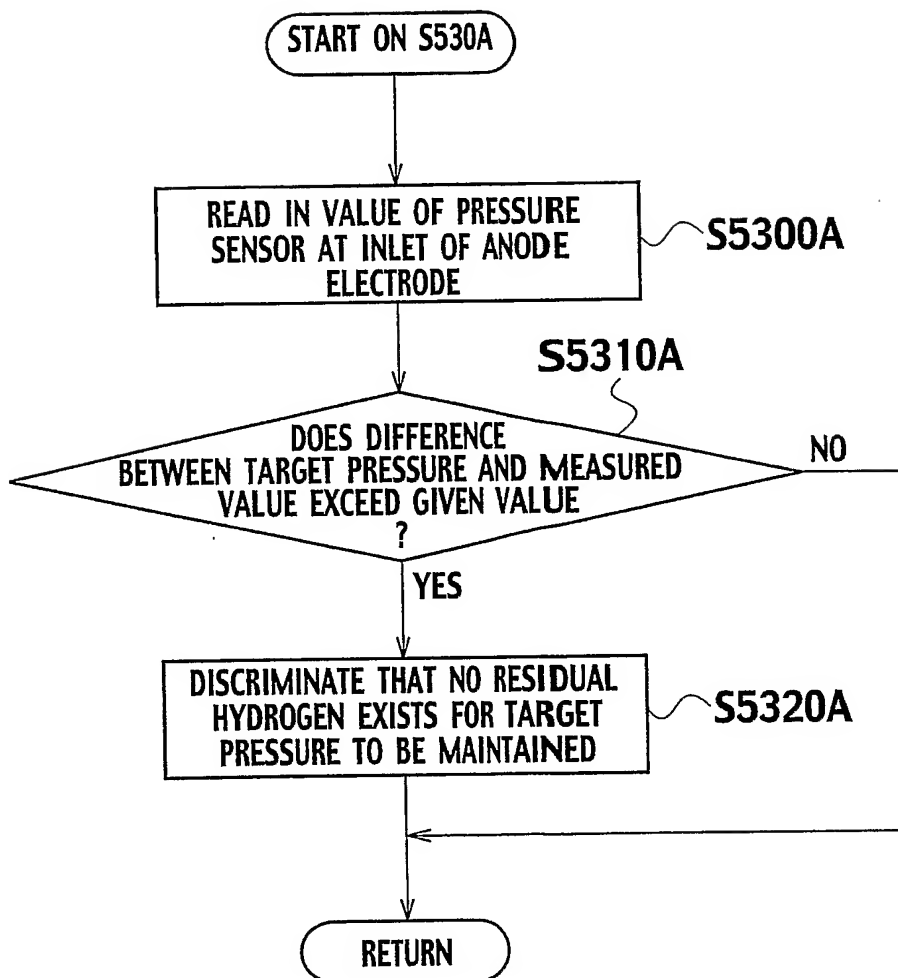 START ON S530A
READ IN VALUE OF PRESSURE
SENSOR AT INLET OF ANODE
ELECTRODE
S5300A
S5310A
DOES DIFFERENCE
BETWEEN TARGET PRESSURE AND MEASURED
VALUE EXCEED GIVEN VALUE
?
NO
YES
DISCRIMINATE THAT NO RESIDUAL
HYDROGEN EXISTS FOR TARGET
PRESSURE TO BE MAINTAINED
S5320A
RETURN